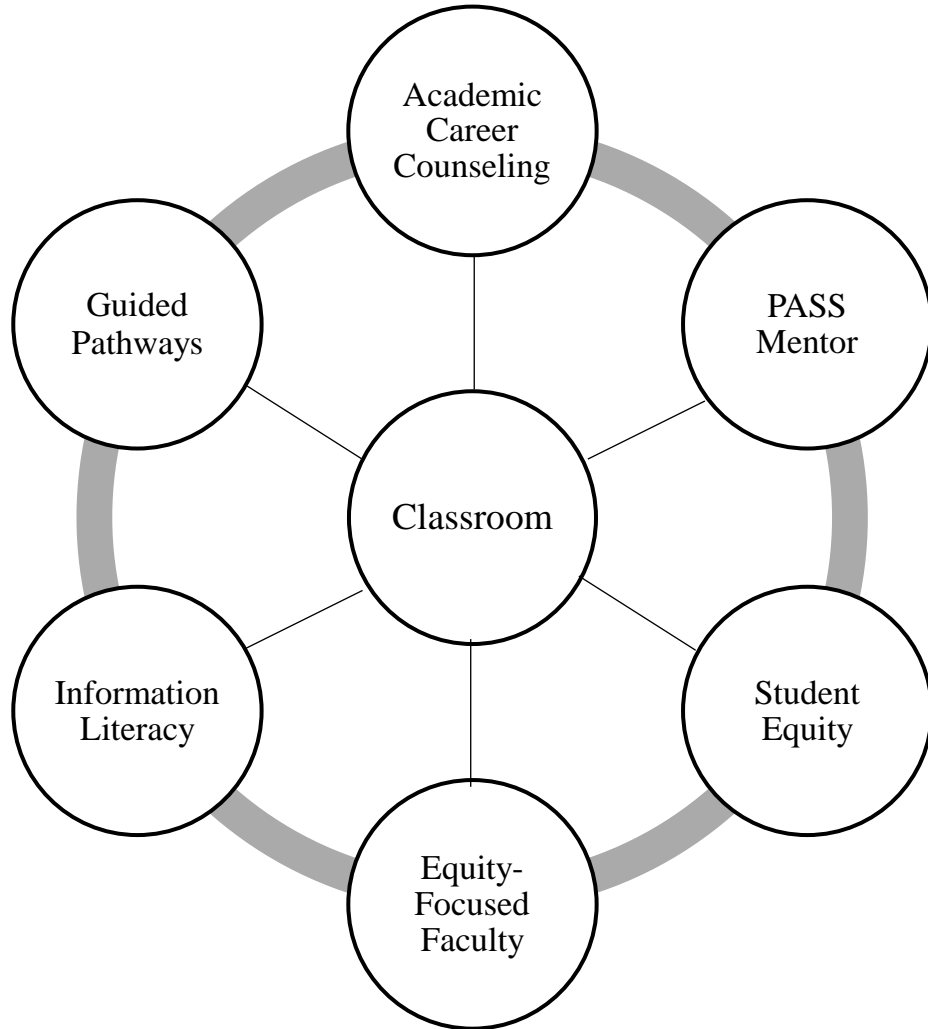 Academic
Career
Counseling
Guided
Pathways
PASS
Mentor
Classroom
Information
Literacy
Student
Equity
Equity-
Focused
Faculty